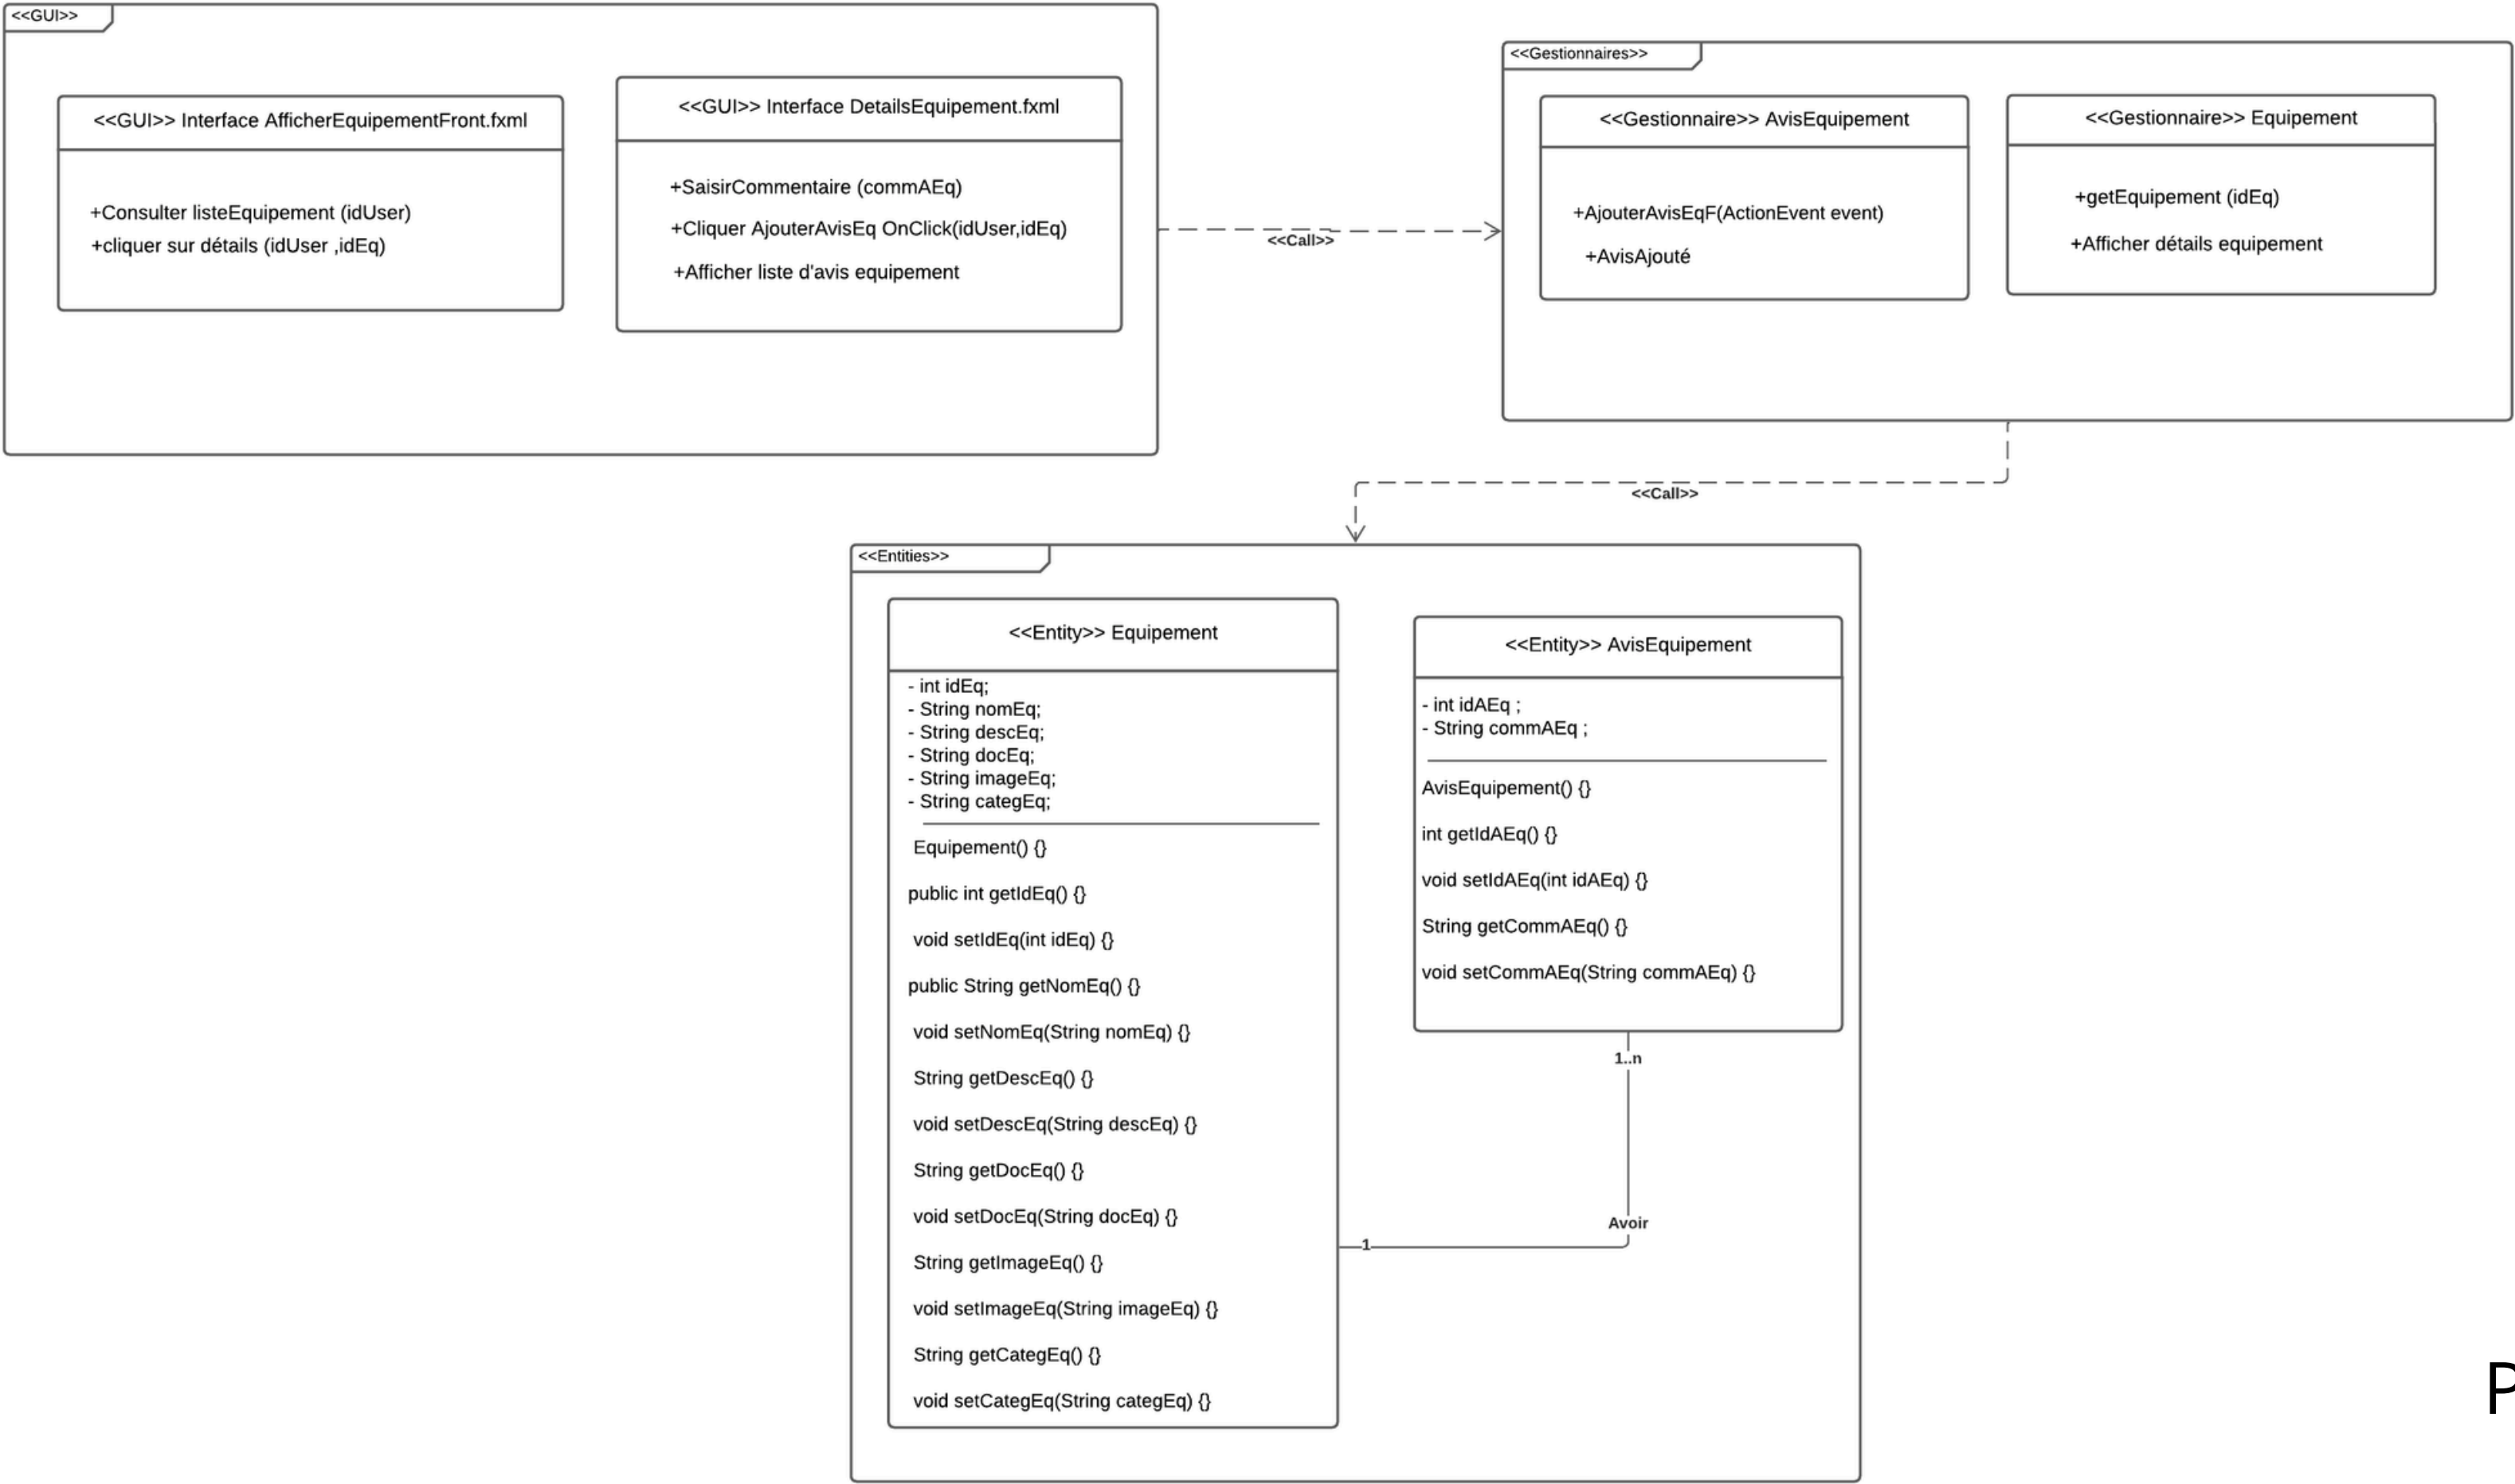 <<GUI>>
<<GUI>> Interface AfficherEquipementFront.fxml
+Consulter listeEquipement (idUser)
+cliquer sur détails (idUser ,idEq)
<<GUI>> Interface DetailsEquipement.fxml
+SaisirCommentaire (commAEq)
+Cliquer AjouterAvisEq OnClick(idUser,idEq)
+Afficher liste d'avis equipement
<<Call>>
<<Gestionnaires>>
<<Gestionnaire>> AvisEquipement
+AjouterAvisEqF(ActionEvent event)
+AvisAjouté
<<Gestionnaire>> Equipement
+getEquipement (idEq)
+Afficher détails equipement
<<Call>>
<<Entities>>
<<Entity>> Equipement
- int idEq;
- String nomEq;
- String descEq;
- String docEq;
- String imageEq;
- String categEq;
Equipement() {}
public int getIdEq() {}
void setIdEq(int idEq) {}
public String getNomEq() {}
void setNomEq(String nomEq) {}
String getDescEq() {}
void setDescEq(String descEq) {}
String getDocEq() {}
void setDocEq(String docEq) {}
String getImageEq() {}
void setImageEq(String imageEq) {}
String getCategEq() {}
void setCategEq(String categEq) {}
<<Entity>> AvisEquipement
- int idAEq ;
- String commAEq ;
AvisEquipement() {}
int getIdAEq() {}
void setIdAEq(int idAEq) {}
String getCommAEq() {}
void setCommAEq(String commAEq) {}
1..n
Avoir
1
P